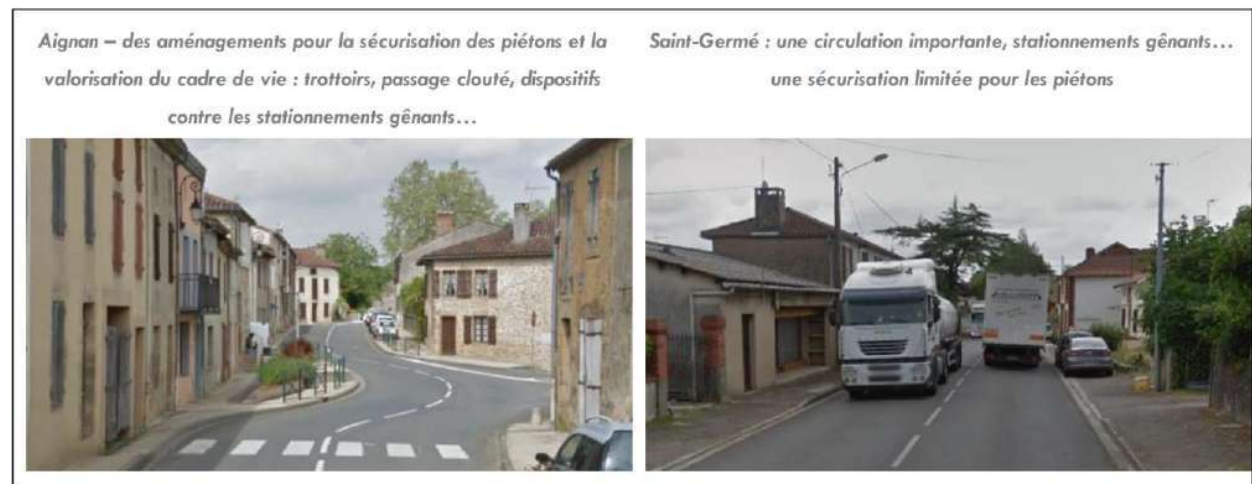 Aignan – des aménagements pour la sécurisation des piétons et la
valorisation du cadre de vie : trottoirs, passage clouté, dispositifs
contre les stationnements gênants…
Saint-Germé : une circulation importante, stationnements gênants…
une sécurisation limitée pour les piétons